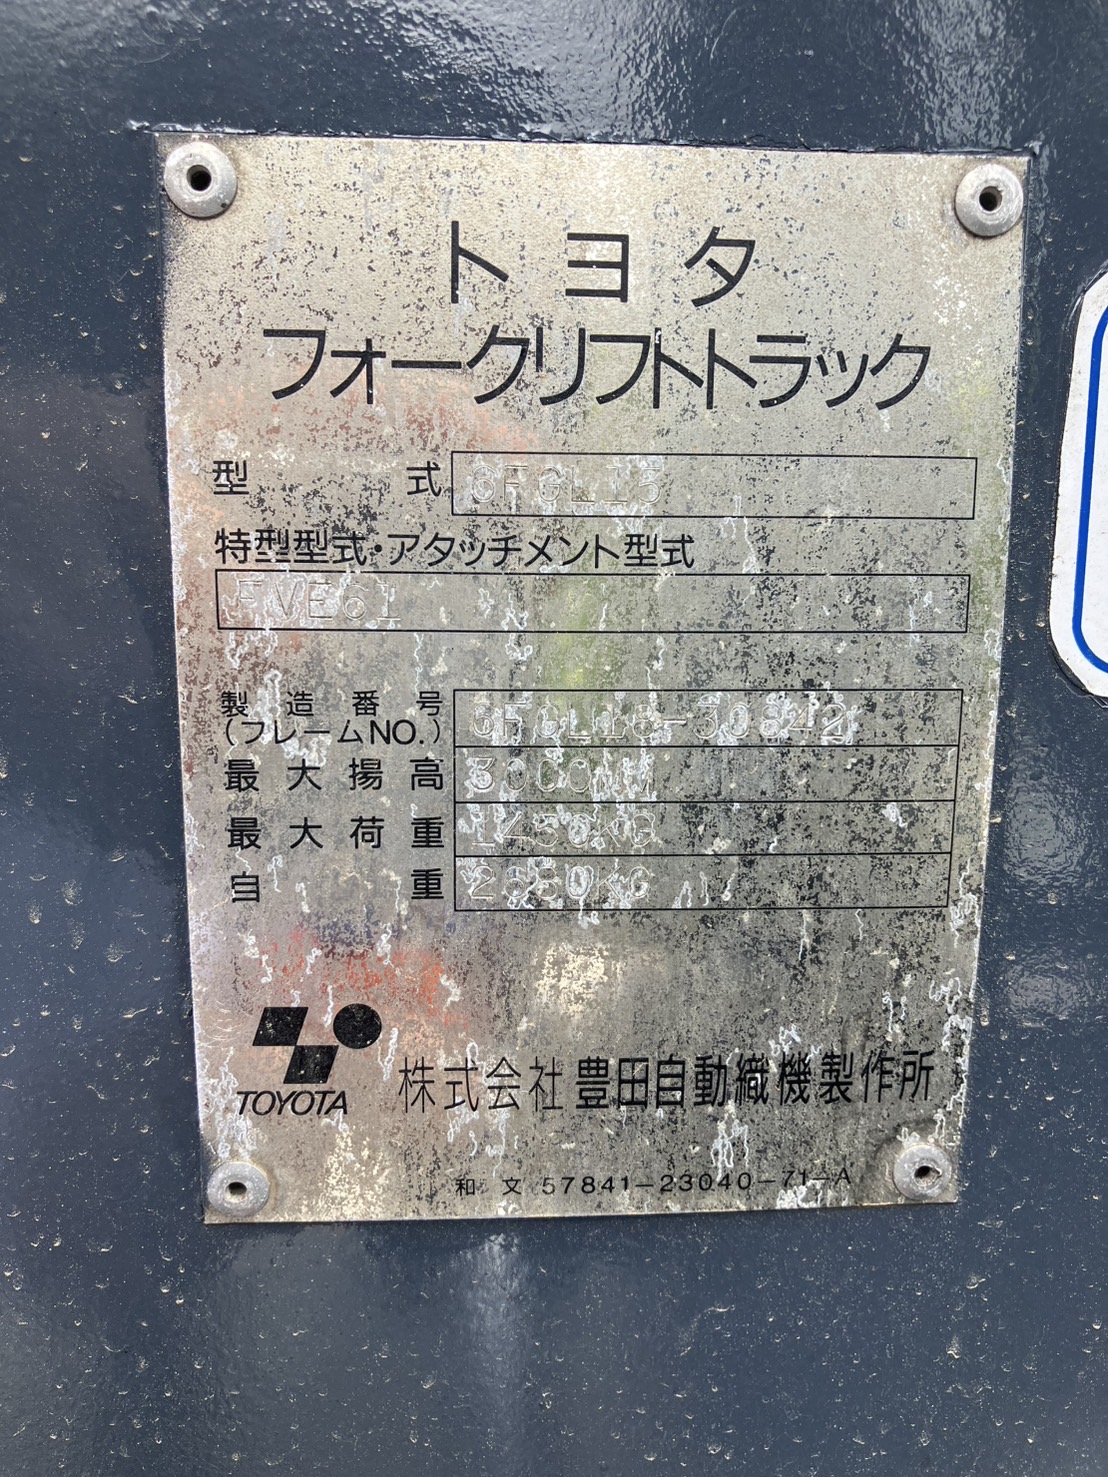 トヨタ
フォークリフトトラック
型 式 6FGL15
特型型式・アタッチメント型式
FVE61
製造番号
(フレームNO.)
最大揚高 3000MM
最大荷重
自 重
TOYOTA 株式会社 豊田自動織機製作所
和文 57841-23040-71-A